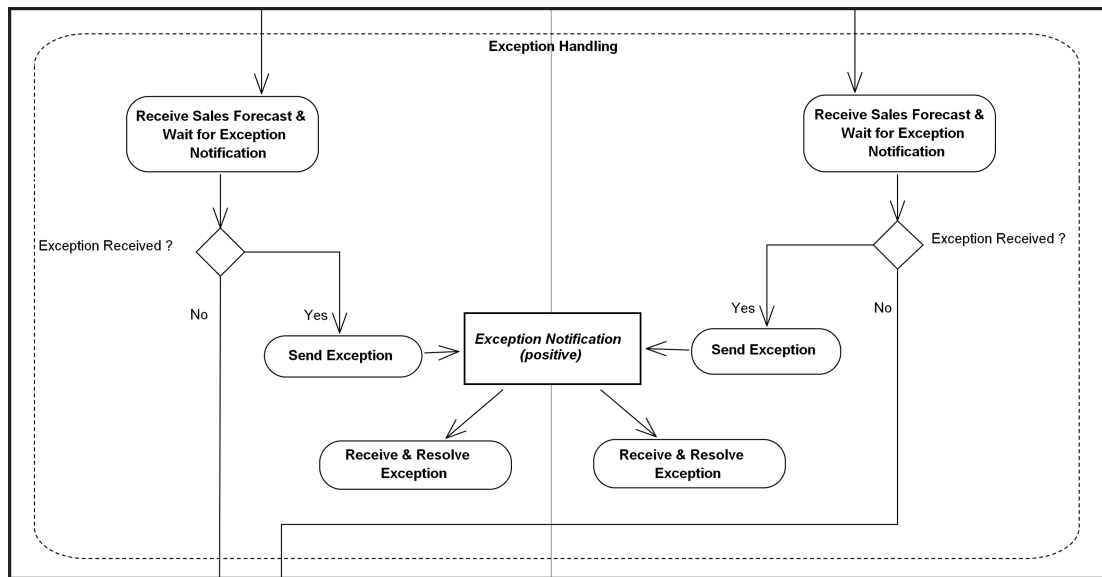 Exception Handling
Receive Sales Forecast &
Wait for Exception
Notification
Receive Sales Forecast &
Wait for Exception
Notification
Exception Received ?
Exception Received ?
No
Yes
Yes
No
Send Exception
Exception Notification
(positive)
Send Exception
Receive & Resolve
Exception
Receive & Resolve
Exception